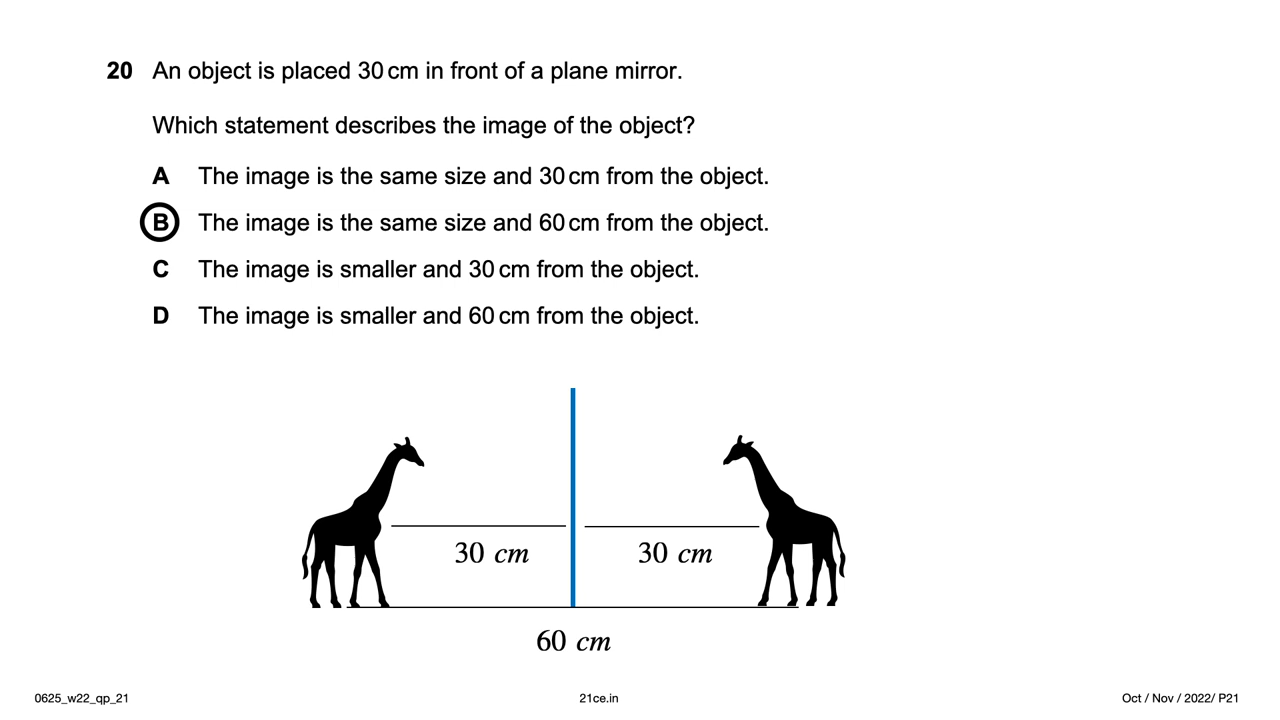 20 An object is placed 30 cm in front of a plane mirror.
Which statement describes the image of the object?
A The image is the same size and 30 cm from the object.
B The image is the same size and 60 cm from the object.
C The image is smaller and 30 cm from the object.
D The image is smaller and 60 cm from the object.
30 cm 30 cm
60 cm
0625_w22_qp_21 21ce.in Oct / Nov / 2022/ P21